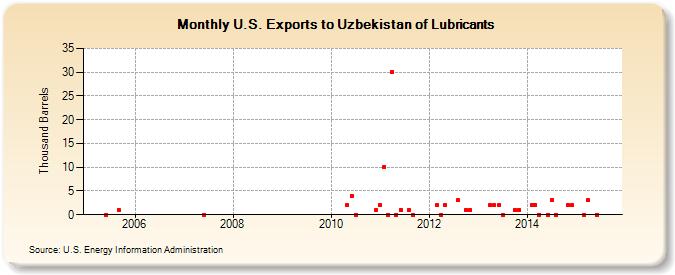 Monthly U.S. Exports to Uzbekistan of Lubricants
Thousand Barrels
35
30
25
20
15
10
5
0
2006 2008 2010 2012 2014
Source: U.S. Energy Information Administration